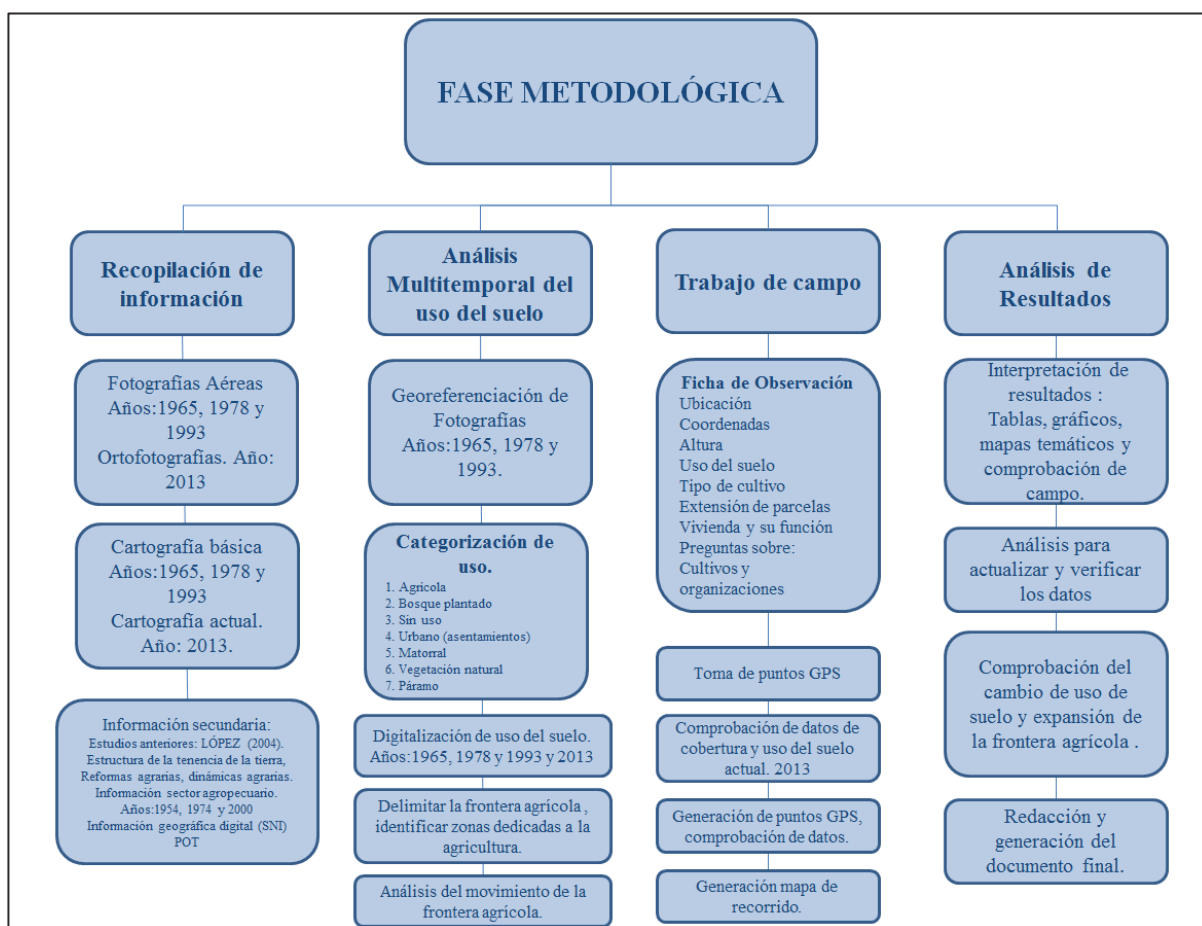 FASE METODOLÓGICA
Recopilación de
información
Fotografías Aéreas
Años:1965, 1978 y
1993
Ortofotografías. Año:
2013
Cartografía básica
Años:1965, 1978 y
1993
Cartografía actual.
Año: 2013.
Información secundaria:
Estudios anteriores: LÓPEZ (2004).
Estructura de la tenencia de la tierra,
Reformas agrarias, dinámicas agrarias.
Información sector agropecuario.
Años:1954, 1974 y 2000
Información geográfica digital (SNI)
POT
Análisis
Multitemporal del
uso del suelo
Georeferenciación de
Fotografías
Años:1965, 1978 y
1993.
Categorización de
uso.
1. Agrícola
2. Bosque plantado
3. Sin uso
4. Urbano (asentamientos)
5. Matorral
6. Vegetación natural
7. Páramo
Digitalización de uso del suelo.
Años:1965, 1978 y 1993 y 2013
Delimitar la frontera agrícola ,
identificar zonas dedicadas a la
agricultura.
Análisis del movimiento de la
frontera agrícola.
Trabajo de campo
Ficha de Observación
Ubicación
Coordenadas
Altura
Uso del suelo
Tipo de cultivo
Extensión de parcelas
Vivienda y su función
Preguntas sobre:
Cultivos y
organizaciones
Toma de puntos GPS
Comprobación de datos de
cobertura y uso del suelo
actual. 2013
Generación de puntos GPS,
comprobación de datos.
Generación mapa de
recorrido.
Análisis de
Resultados
Interpretación de
resultados :
Tablas, gráficos,
mapas temáticos y
comprobación de
campo.
Análisis para
actualizar y verificar
los datos
Comprobación del
cambio de uso de
suelo y expansión de
la frontera agrícola .
Redacción y
generación del
documento final.